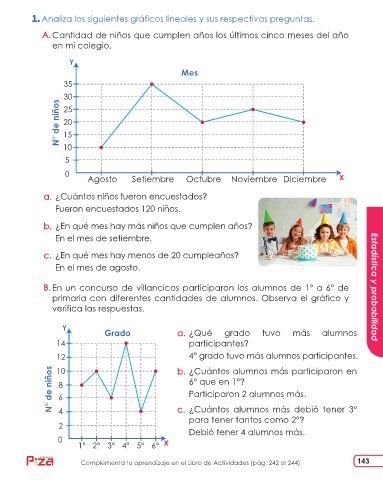 1. Analiza los siguientes gráficos lineales y sus respectivas preguntas.
A. Cantidad de niños que cumplen años los últimos cinco meses del año
en mi colegio.
Y
Mes
N° de niños
35
30
25
20
15
10
5
0
Agosto Setiembre Octubre Noviembre Diciembre X
a. ¿Cuántos niños fueron encuestados?
Fueron encuestados 120 niños.
b. ¿En qué mes hay más niños que cumplen años?
En el mes de setiembre.
c. ¿En qué mes hay menos de 20 cumpleaños?
En el mes de agosto.
B. En un concurso de villancicos participaron los alumnos de 1° a 6° de
primaria con diferentes cantidades de alumnos. Observa el gráfico y
verifica las respuestas.
Y
Grado
N° de niños
14
12
10
8
6
4
2
0
1° 2° 3° 4° 5° 6° X
a. ¿Qué grado tuvo más alumnos
participantes?
4° grado tuvo más alumnos participantes.
b. ¿Cuántos alumnos más participaron en
6° que en 1°?
Participaron 2 alumnos más.
c. ¿Cuántos alumnos más debió tener 3°
para tener tantos como 2°?
Debió tener 4 alumnos más.
Estadística y probabilidad
P:zA
Complementa tu aprendizaje en el Libro de Actividades (pág. 242 al 244)
143